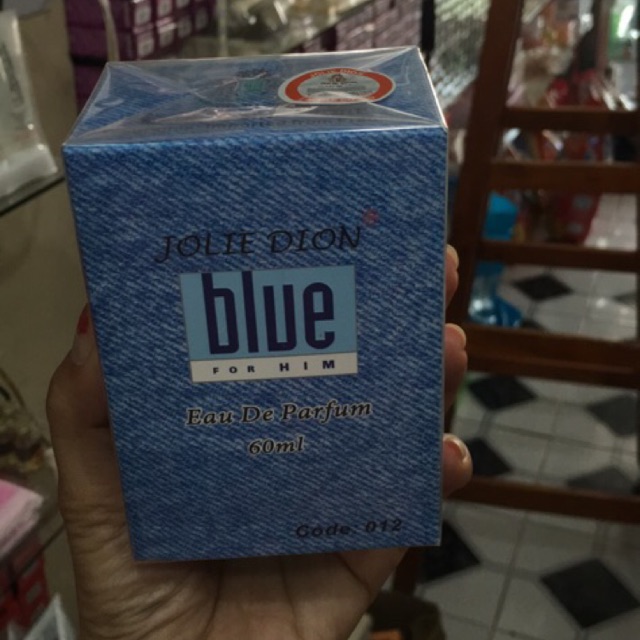 JOLIE DION
blue
FOR HIM
Eau De Parfum
60ml
Code: 012